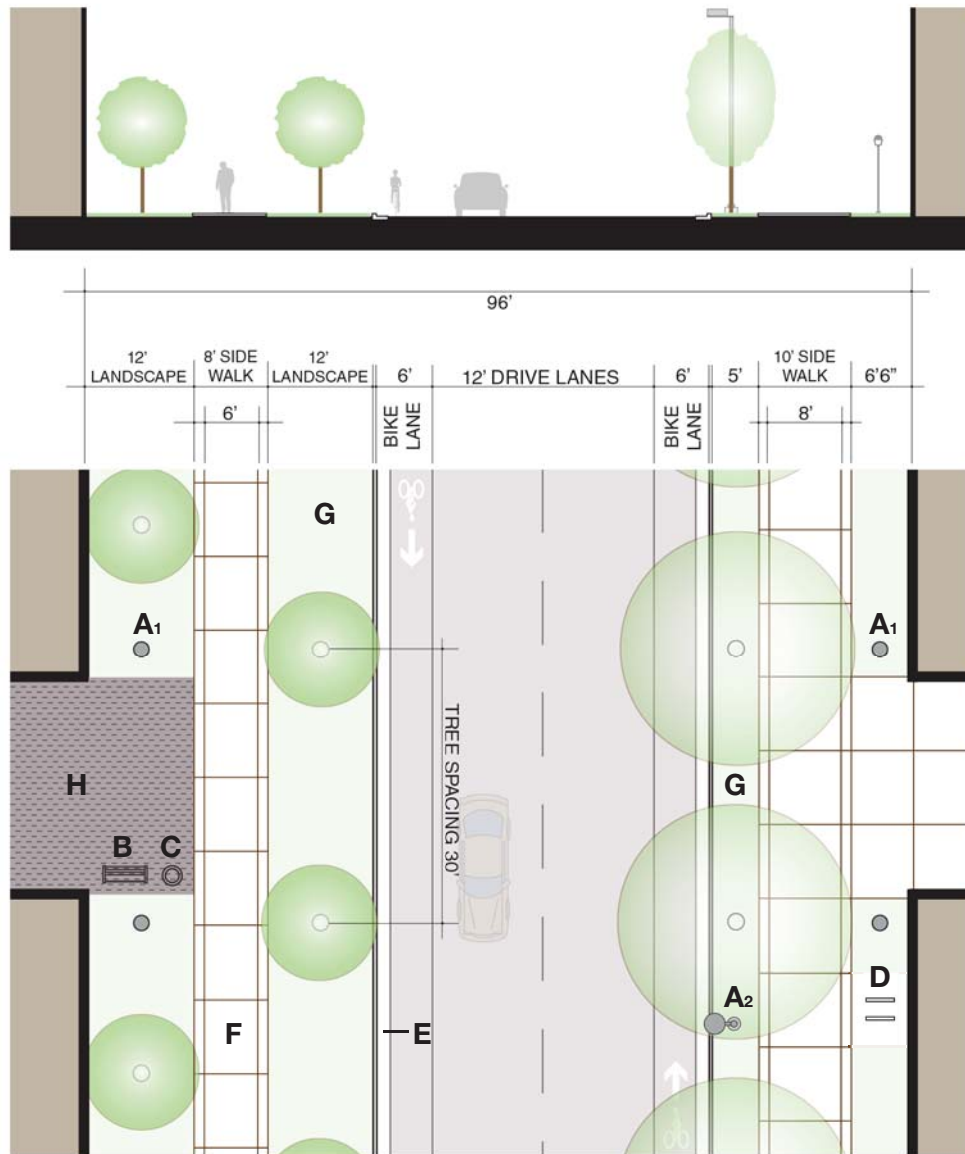 96’
12’
LANDSCAPE
8’ SIDE
WALK
12’
LANDSCAPE
6’
12’ DRIVE LANES
6’
5’
10’ SIDE
WALK
6’6”
6’
BIKE
LANE
BIKE
LANE
8’
G
A1
A1
TREE SPACING 30’
H
G
B
C
D
A2
F
E